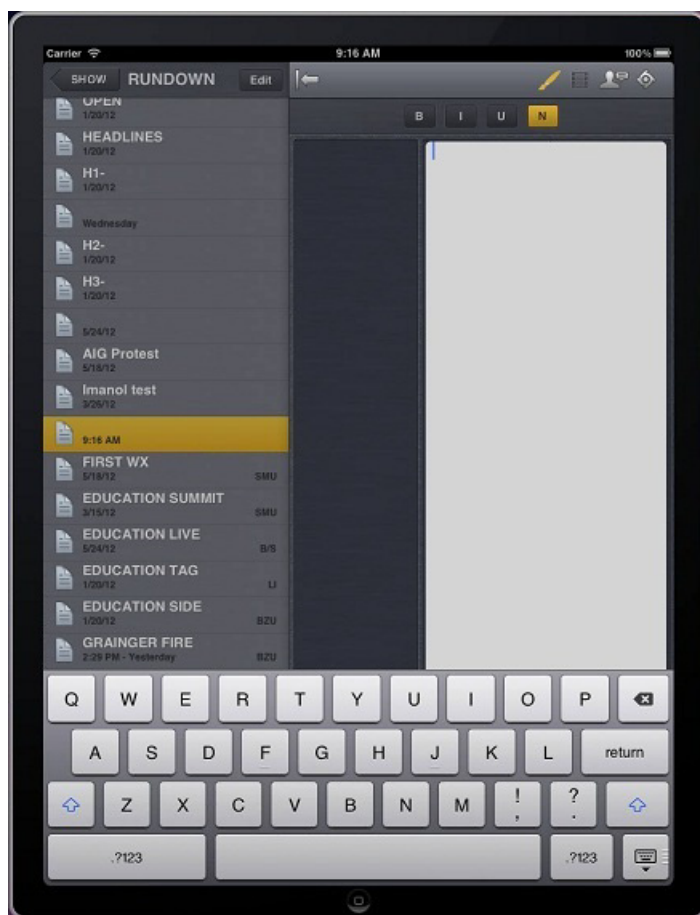 Carrier 9:16 AM 100%
SHOW RUNDOWN Edit
B I U N
OPEN
1/20/12
HEADLINES
1/20/12
H1-
1/20/12
Wednesday
H2-
1/20/12
H3-
1/20/12
5/24/12
AIG Protest
5/18/12
Imanol test
3/26/12
9:16 AM
FIRST WX
5/18/12 SMU
EDUCATION SUMMIT
3/15/12 SMU
EDUCATION LIVE
5/24/12 B/S
EDUCATION TAG
1/20/12 LI
EDUCATION SIDE
1/20/12 BZU
GRAINGER FIRE
2:29 PM - Yesterday BZU
Q W E R T Y U I O P
A S D F G H J K L return
Z X C V B N M ! , ? .
.?123 .?123